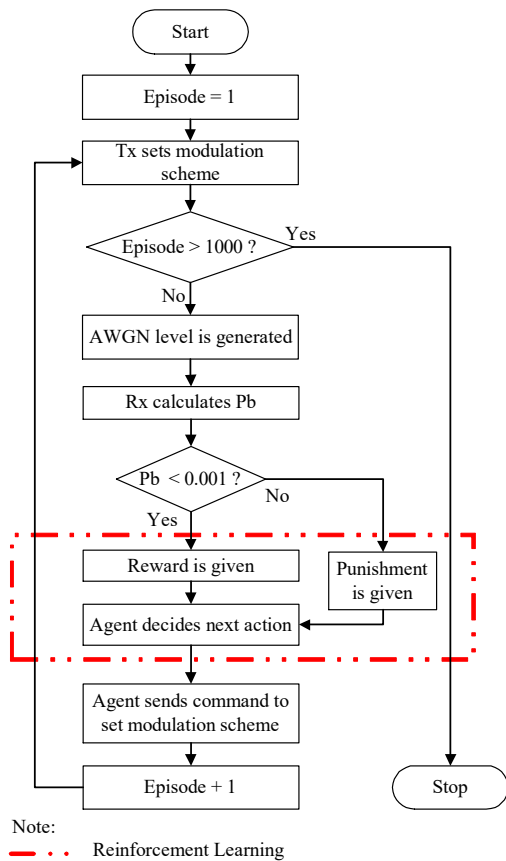 Start
Episode = 1
Tx sets modulation
scheme
Episode > 1000 ?
Yes
No
AWGN level is generated
Rx calculates Pb
Pb < 0.001 ?
No
Yes
Reward is given
Punishment
is given
Agent decides next action
Agent sends command to
set modulation scheme
Episode + 1
Stop
Note:
Reinforcement Learning